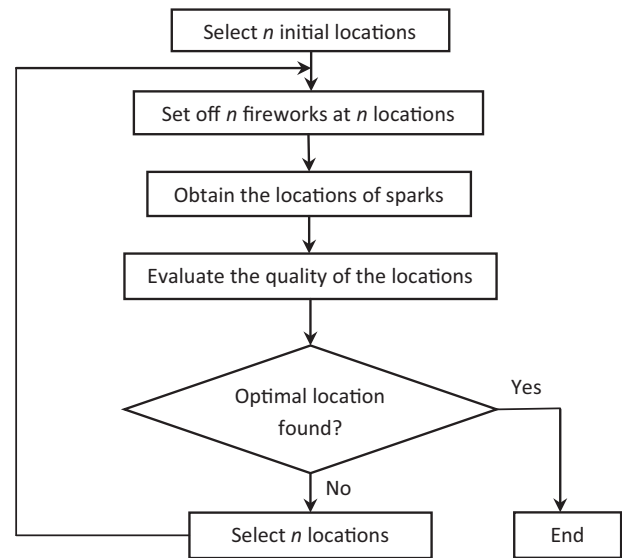 Select n initial locations
Set off n fireworks at n locations
Obtain the locations of sparks
Evaluate the quality of the locations
Optimal location
found?
Yes
No
Select n locations
End